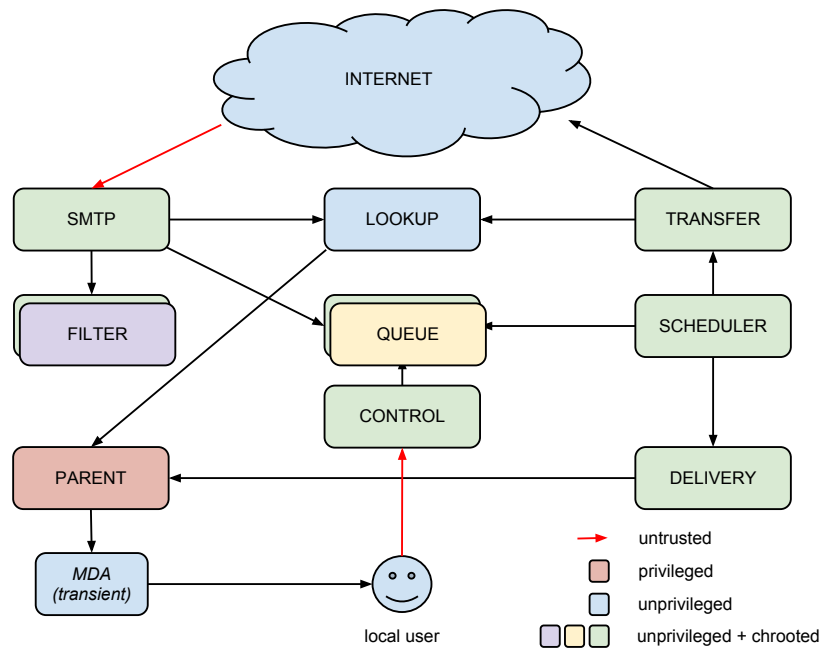 INTERNET
SMTP
LOOKUP
TRANSFER
FILTER
QUEUE
SCHEDULER
CONTROL
PARENT
DELIVERY
MDA
(transient)
local user
untrusted
privileged
unprivileged
unprivileged + chrooted